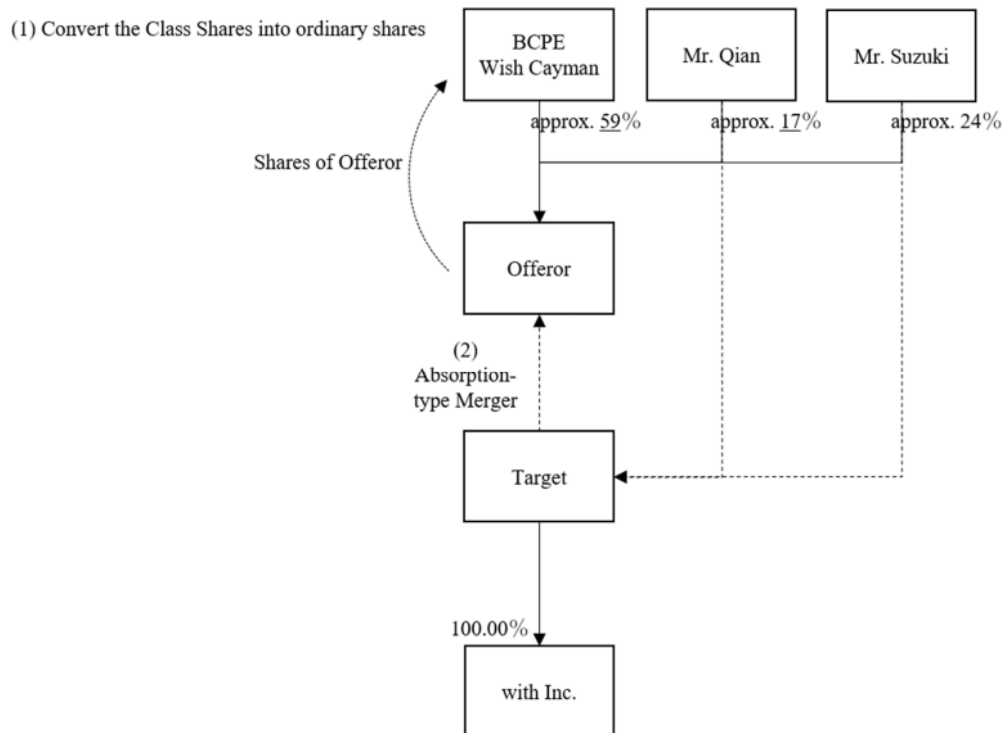 (1) Convert the Class Shares into ordinary shares
BCPE
Wish Cayman
Mr. Qian
Mr. Suzuki
approx. 59%
approx. 17%
approx. 24%
Shares of Offeror
Offeror
(2)
Absorption-
type Merger
Target
100.00%
with Inc.